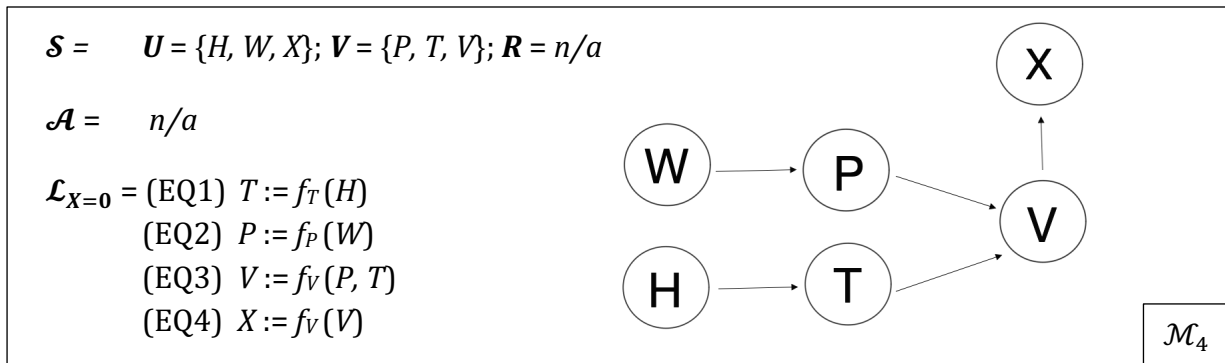 𝓢 = U = {H, W, X}; V = {P, T, V}; R = n/a
𝓐 = n/a
𝓛X=0 = (EQ1) T := fT (H)
(EQ2) P := fP (W)
(EQ3) V := fV (P, T)
(EQ4) X := fV (V)
X
W
P
V
H
T
ℳ4